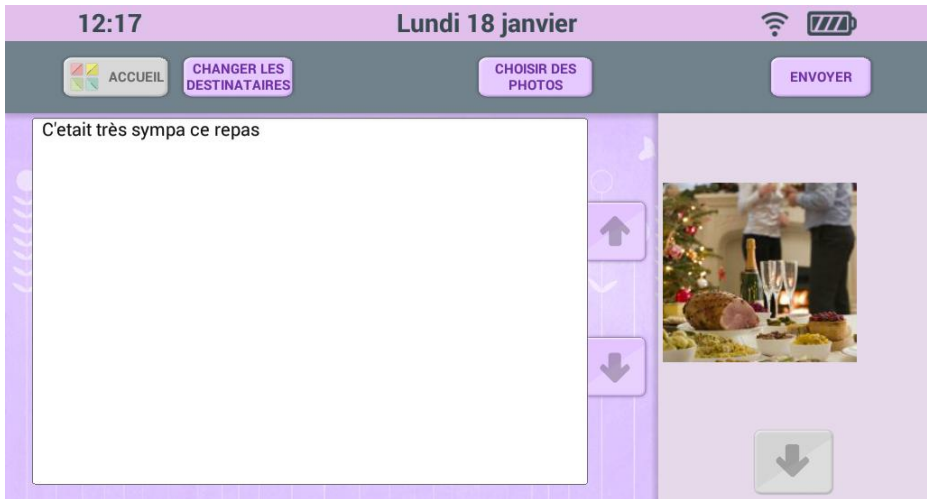 12:17
Lundi 18 janvier
ACCUEIL
CHANGER LES
DESTINATAIRES
CHOISIR DES
PHOTOS
ENVOYER
C'etait très sympa ce repas